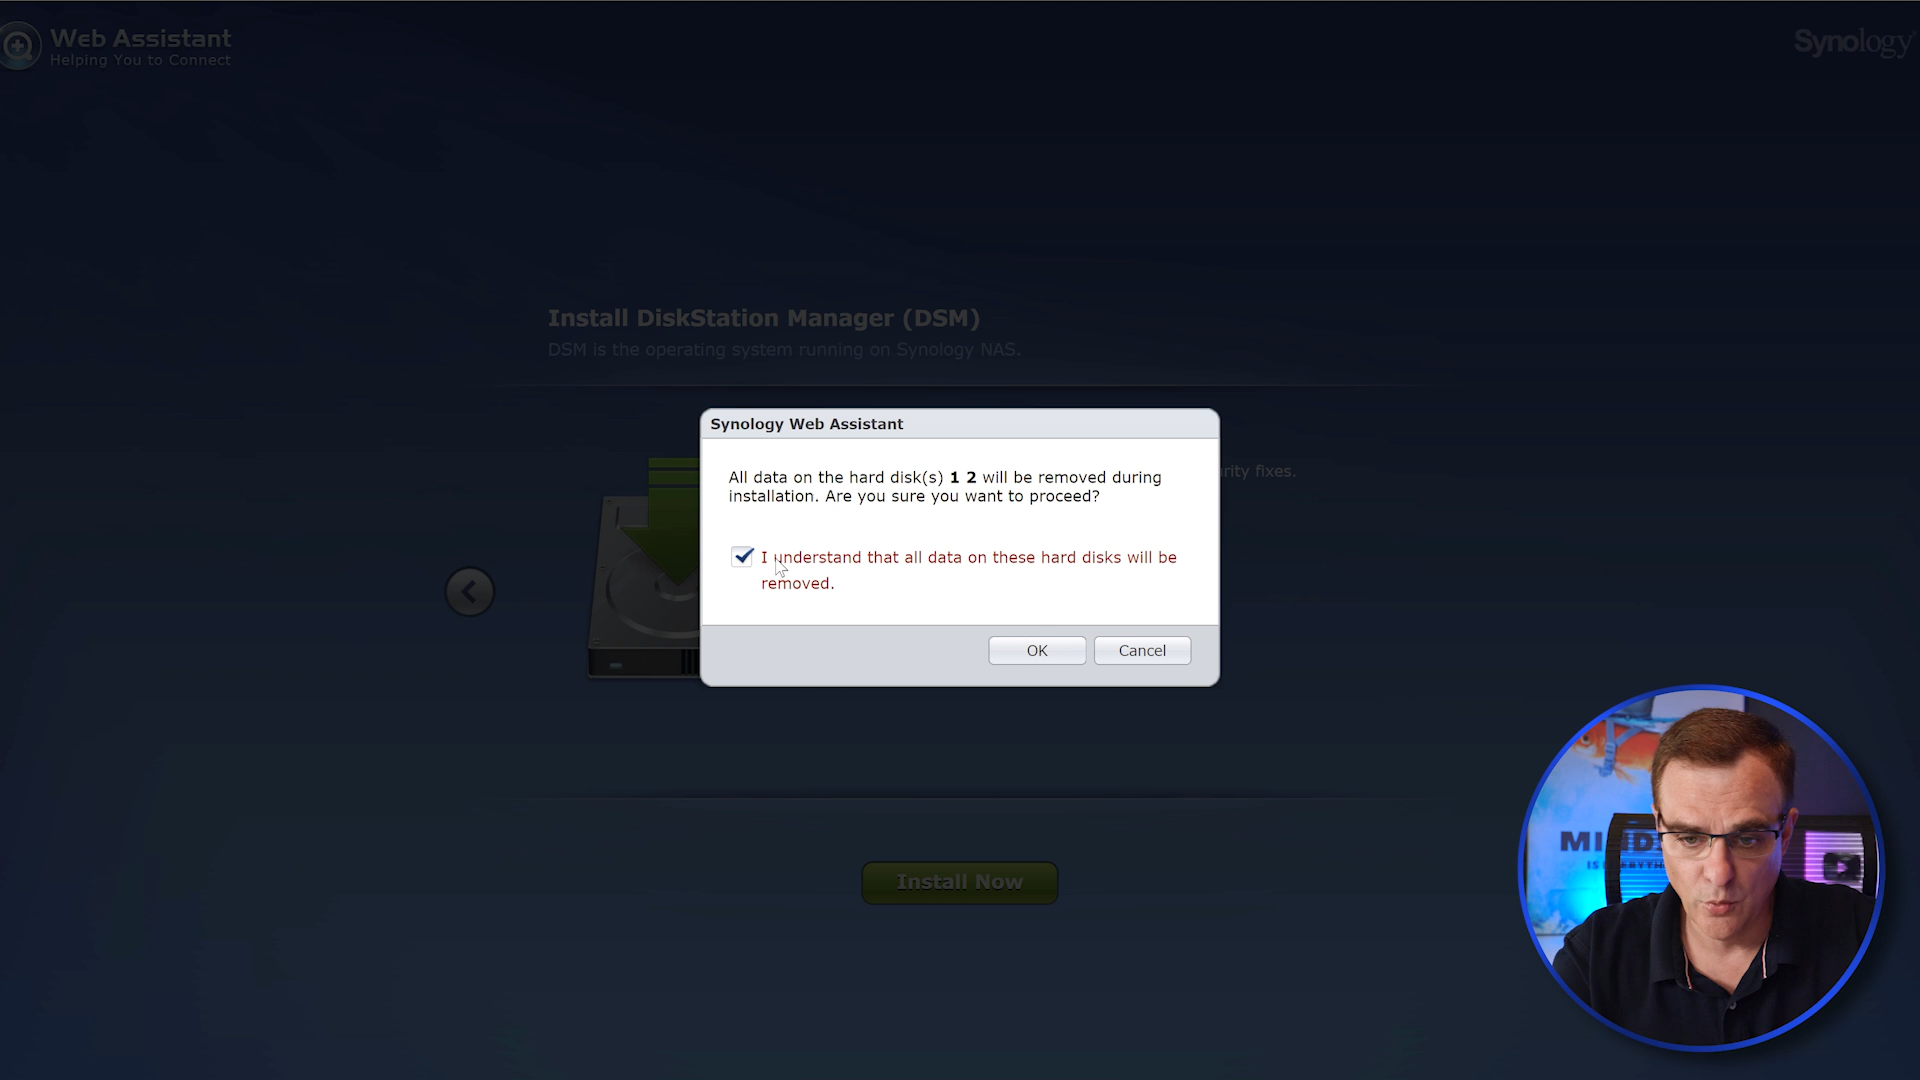 Web Assistant
Helping You to Connect
Synology
Install DiskStation Manager (DSM)
DSM is the operating system running on Synology NAS.
Synology Web Assistant
All data on the hard disk(s) 1 2 will be removed during
installation. Are you sure you want to proceed?
rity fixes.
I understand that all data on these hard disks will be
removed.
OK
Cancel
Install Now
MIND
IS